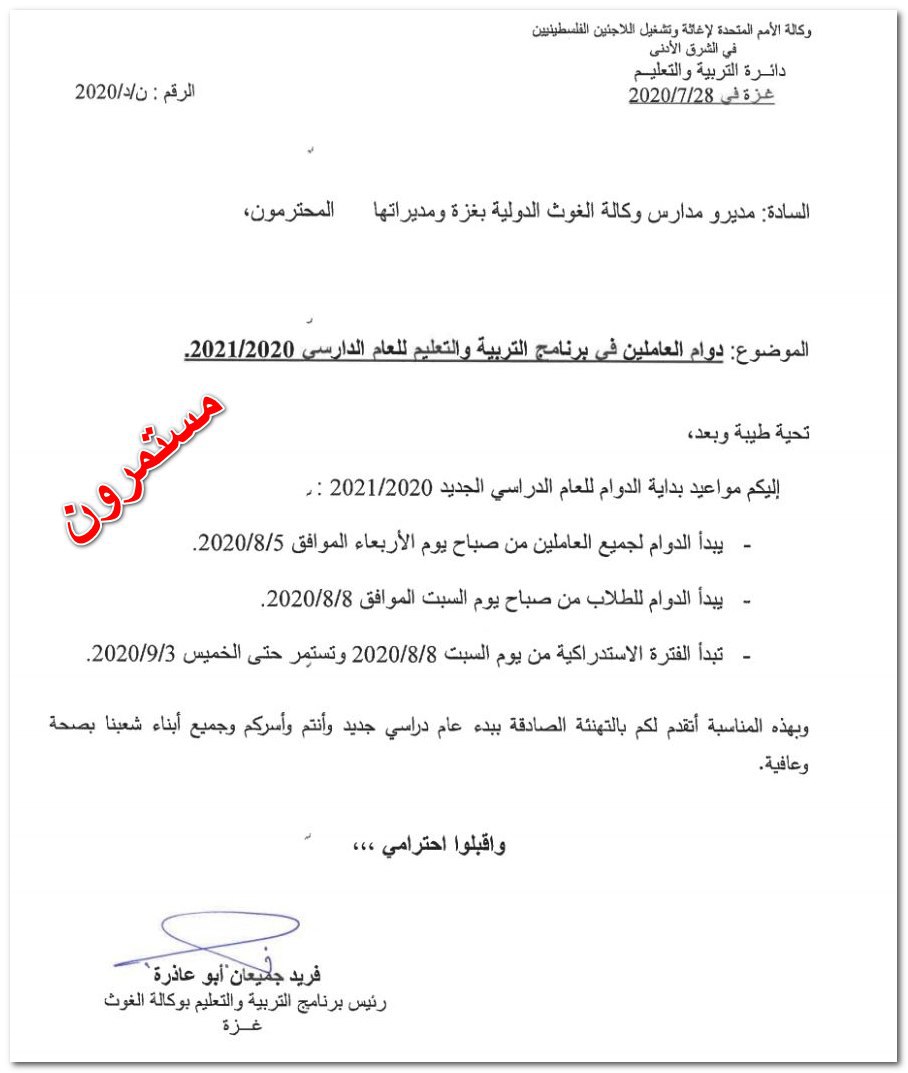 وكالة الأمم المتحدة لإغاثة وتشغيل اللاجئين الفلسطينيين
في الشرق الأدنى
دائــرة التربية والتعليــم
غـزة في 2020/7/28
الرقم : ن/د/2020
السادة: مديرو مدارس وكالة الغوث الدولية بغزة ومديراتها المحترمون،
الموضوع: دوام العاملين في برنامج التربية والتعليم للعام الدارسي 2021/2020.
مستمرون
تحية طيبة وبعد،
إليكم مواعيد بداية الدوام للعام الدراسي الجديد 2021/2020 :
- يبدأ الدوام لجميع العاملين من صباح يوم الأربعاء الموافق 2020/8/5.
- يبدأ الدوام للطلاب من صباح يوم السبت الموافق 2020/8/8.
- تبدأ الفترة الاستدراكية من يوم السبت 2020/8/8 وتستمر حتى الخميس 2020/9/3.
وبهذه المناسبة أتقدم لكم بالتهنئة الصادقة ببدء عام دراسي جديد وأنتم وأسركم وجميع أبناء شعبنا بصحة
وعافية.
واقبلوا احترامي ،،،
فريد جميعان أبو عاذرة
رئيس برنامج التربية والتعليم بوكالة الغوث
غــزة